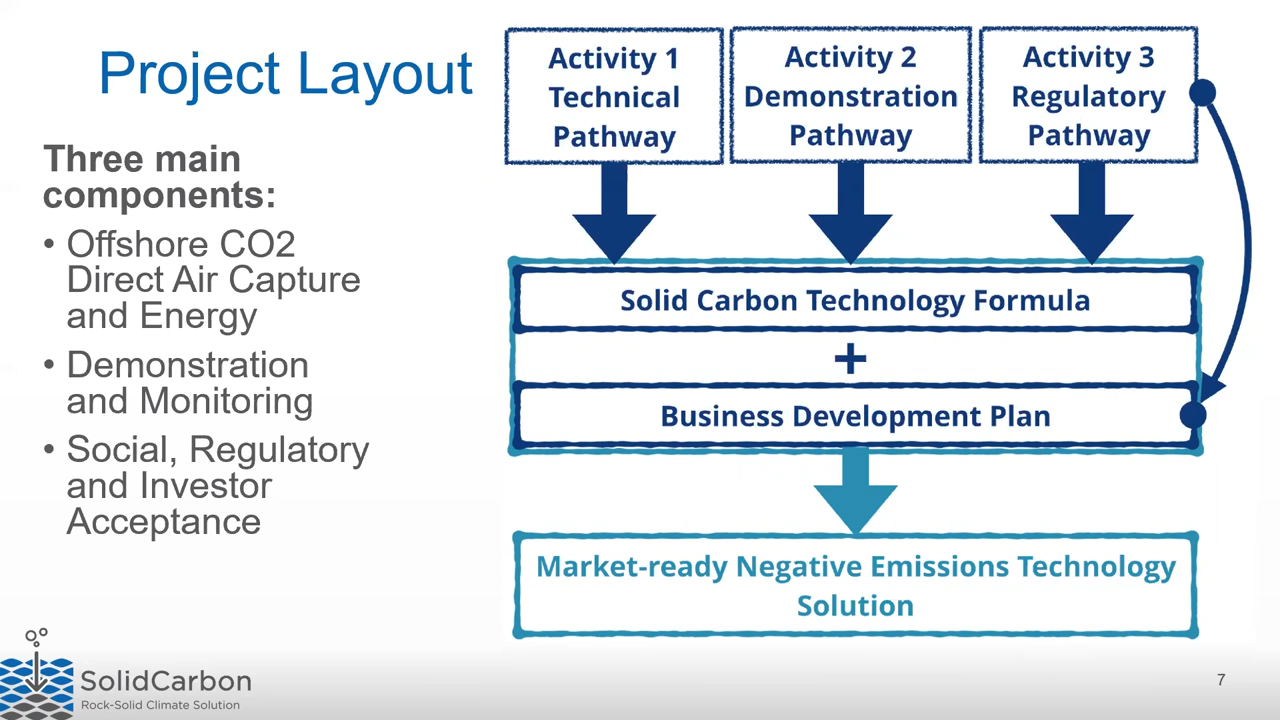 Project Layout
Three main
components:
• Offshore CO2
Direct Air Capture
and Energy
• Demonstration
and Monitoring
• Social, Regulatory
and Investor
Acceptance
Activity 1
Technical
Pathway
Activity 2
Demonstration
Pathway
Activity 3
Regulatory
Pathway
Solid Carbon Technology Formula
+
Business Development Plan
Market-ready Negative Emissions Technology
Solution
SolidCarbon
Rock-Solid Climate Solution
7